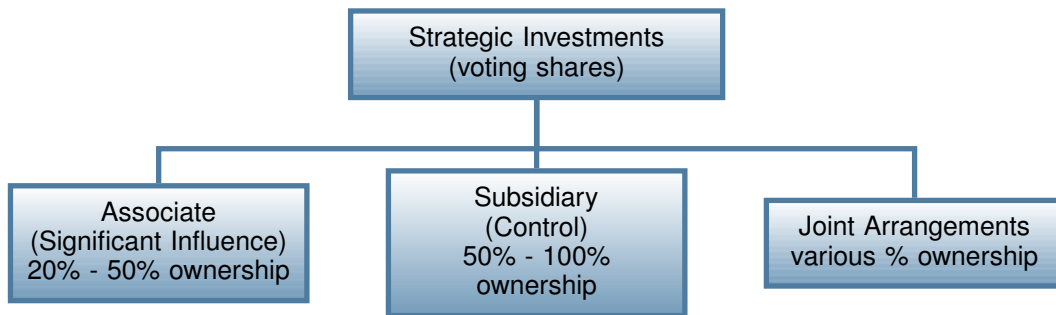 Strategic Investments
(voting shares)
Associate
(Significant Influence)
20% - 50% ownership
Subsidiary
(Control)
50% - 100%
ownership
Joint Arrangements
various % ownership